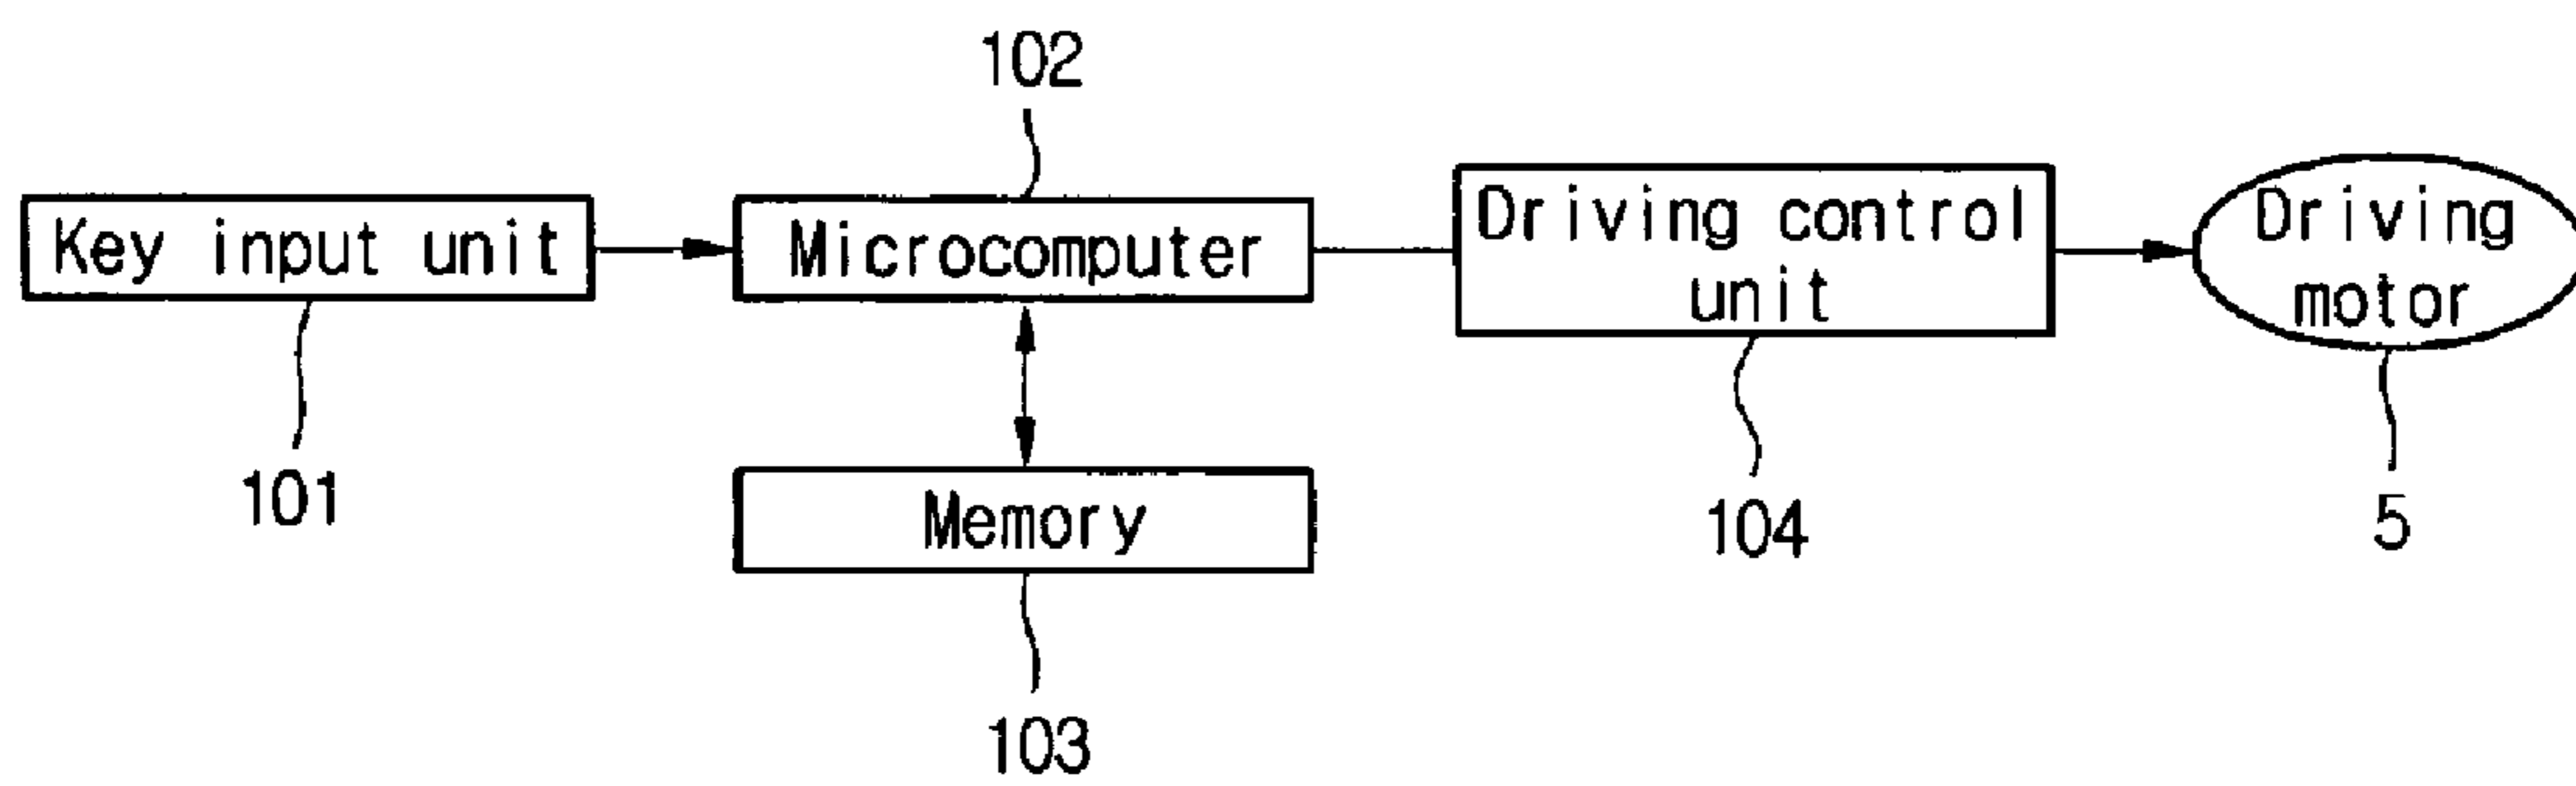 102
Key input unit
Microcomputer
Driving control
unit
Driving
motor
101
Memory
104
5
103